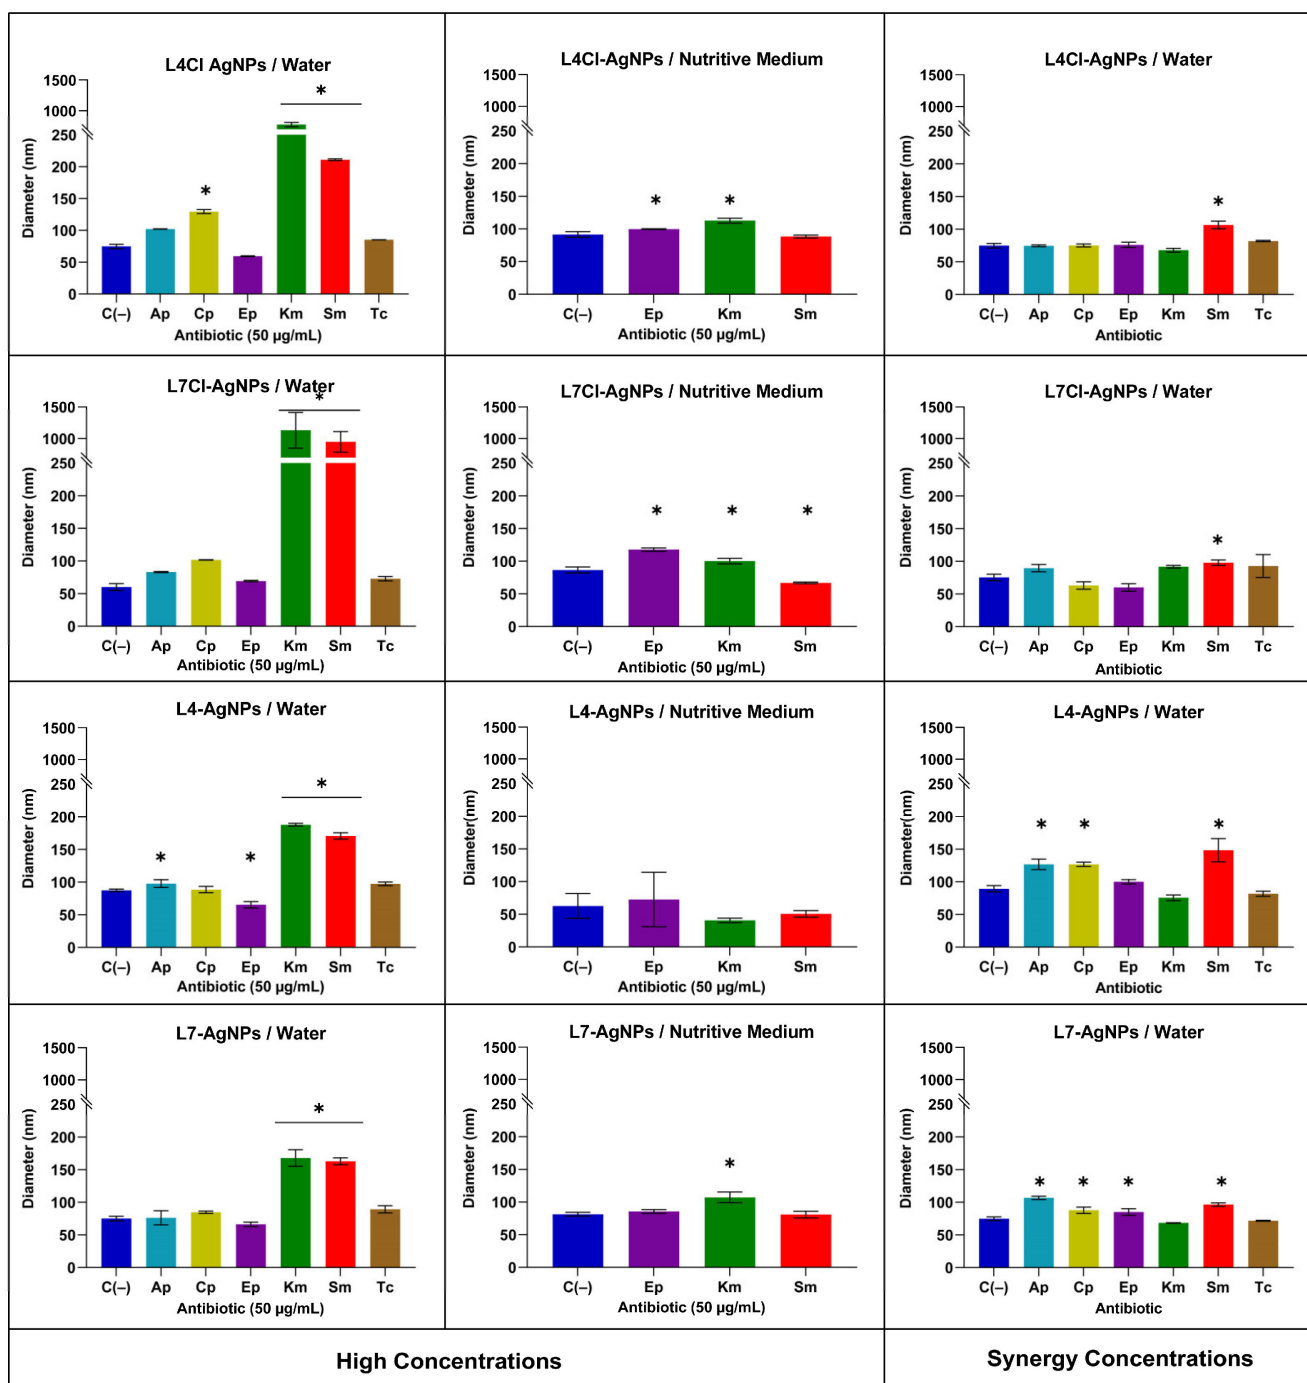 L4Cl AgNPs / Water
1500
1000
250
200
150
100
50
0
Diameter (nm)
*
*
C(–) Ap Cp Ep Km Sm Tc
Antibiotic (50 µg/mL)
L4Cl-AgNPs / Nutritive Medium
1500
1000
250
200
150
100
50
0
Diameter (nm)
* *
C(–) Ep Km Sm
Antibiotic (50 µg/mL)
L4Cl-AgNPs / Water
1500
1000
250
200
150
100
50
0
Diameter (nm)
*
C(–) Ap Cp Ep Km Sm Tc
Antibiotic
L7Cl-AgNPs / Water
1500
1000
250
200
150
100
50
0
Diameter (nm)
*
C(–) Ap Cp Ep Km Sm Tc
Antibiotic (50 µg/mL)
L7Cl-AgNPs / Nutritive Medium
1500
1000
250
200
150
100
50
0
Diameter (nm)
* * *
C(–) Ep Km Sm
Antibiotic (50 µg/mL)
L7Cl-AgNPs / Water
1500
1000
250
200
150
100
50
0
Diameter (nm)
*
C(–) Ap Cp Ep Km Sm Tc
Antibiotic
L4-AgNPs / Water
1500
1000
250
200
150
100
50
0
Diameter (nm)
*
* *
C(–) Ap Cp Ep Km Sm Tc
Antibiotic (50 µg/mL)
L4-AgNPs / Nutritive Medium
1500
1000
250
200
150
100
50
0
Diameter(nm)
C(–) Ep Km Sm
Antibiotic (50 µg/mL)
L4-AgNPs / Water
1500
1000
250
200
150
100
50
0
Diameter(nm)
* * *
C(–) Ap Cp Ep Km Sm Tc
Antibiotic
L7-AgNPs / Water
1500
1000
250
200
150
100
50
0
Diameter (nm)
*
C(–) Ap Cp Ep Km Sm Tc
Antibiotic (50 µg/mL)
L7-AgNPs / Nutritive Medium
1500
1000
250
200
150
100
50
0
Diameter (nm)
*
C(–) Ep Km Sm
Antibiotic (50 µg/mL)
L7-AgNPs / Water
1500
1000
250
200
150
100
50
0
Diameter (nm)
* * * *
C(–) Ap Cp Ep Km Sm Tc
Antibiotic
High Concentrations
Synergy Concentrations